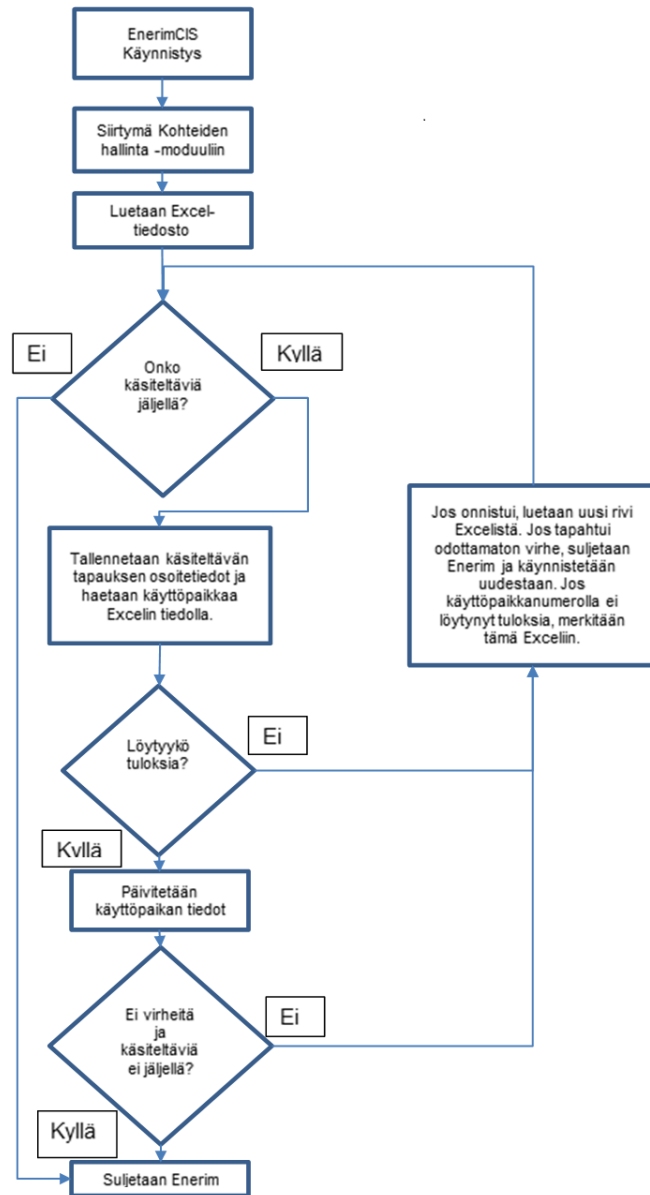 EnerimCIS
Käynnistys
Siirtymä Kohteiden
hallinta -moduuliin
Luetaan Excel-
tiedosto
Ei
Kyllä
Onko
käsiteltäviä
jäljellä?
Tallennetaan käsiteltävän
tapauksen osoitetiedot ja
haetaan käyttöpaikkaa
Excelin tiedolla.
Jos onnistui, luetaan uusi rivi
Excelistä. Jos tapahtui
odottamaton virhe, suljetaan
Enerim ja käynnistetään
uudestaan. Jos
käyttöpaikkanumerolla ei
löytynyt tuloksia, merkitään
tämä Exceliin.
Löytyykö
tuloksia?
Ei
Kyllä
Päivitetään
käyttöpaikan tiedot
Ei virheitä
ja
käsiteltäviä
ei jäljellä?
Ei
Kyllä
Suljetaan Enerim